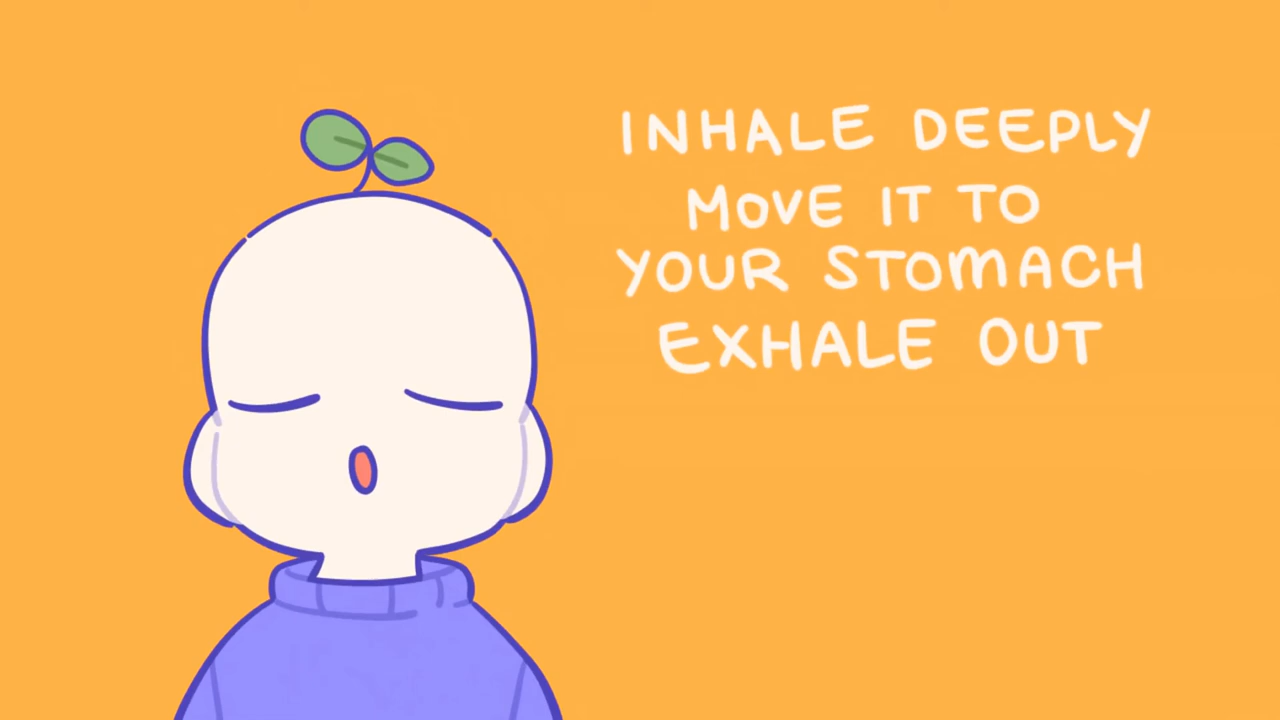 INHALE DEEPLY
MOVE IT TO
YOUR STOMACH
EXHALE OUT